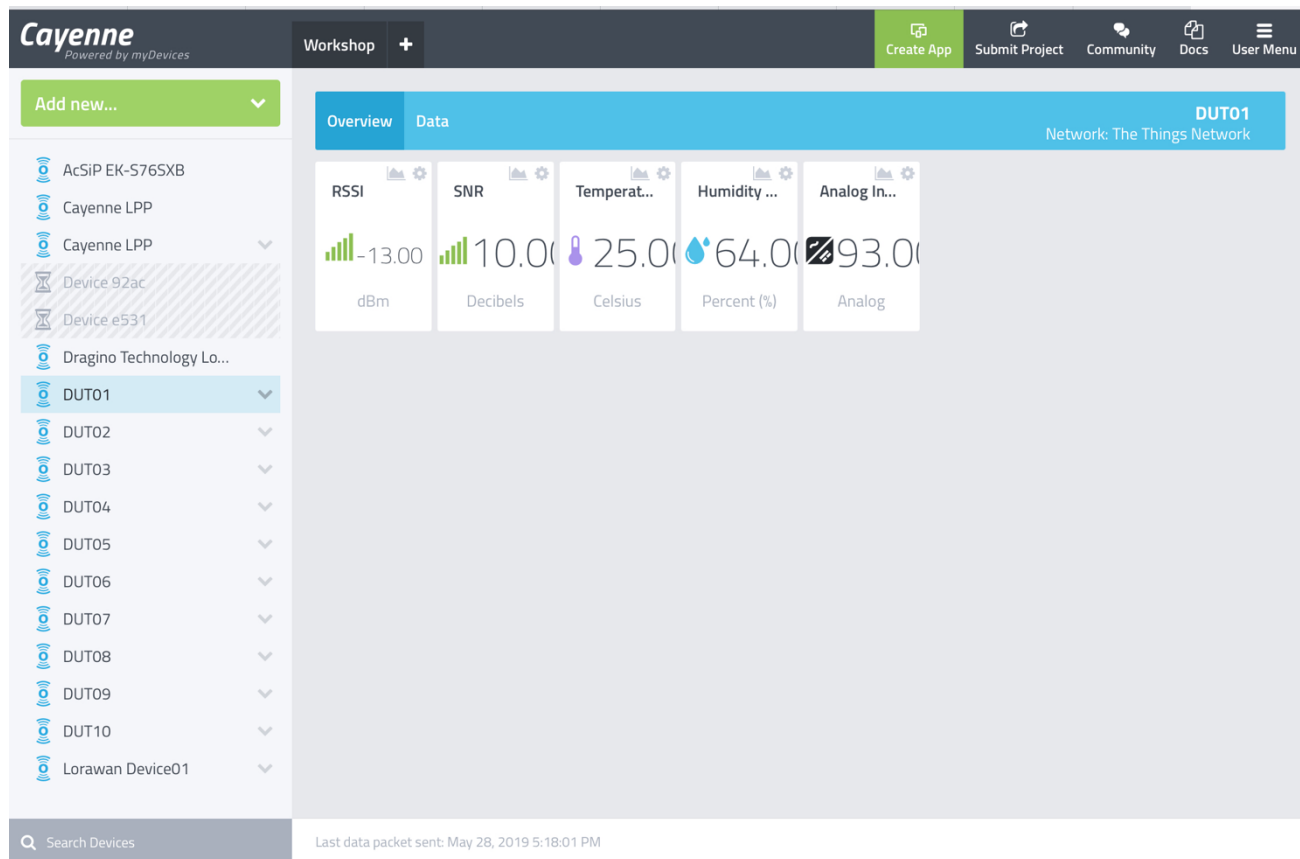 Cayenne
Powered by myDevices
Workshop +
Create App
Submit Project
Community
Docs
User Menu
Add new...
AcSiP EK-S76SXB
Cayenne LPP
Cayenne LPP
Device 92ac
Device e531
Dragino Technology Lo...
DUT01
DUT02
DUT03
DUT04
DUT05
DUT06
DUT07
DUT08
DUT09
DUT10
Lorawan Device01
Search Devices
Overview Data
DUT01
Network: The Things Network
RSSI
-13.00
dBm
SNR
10.00
Decibels
Temperat...
25.0
Celsius
Humidity ...
64.0
Percent (%)
Analog In...
93.0
Analog
Last data packet sent: May 28, 2019 5:18:01 PM